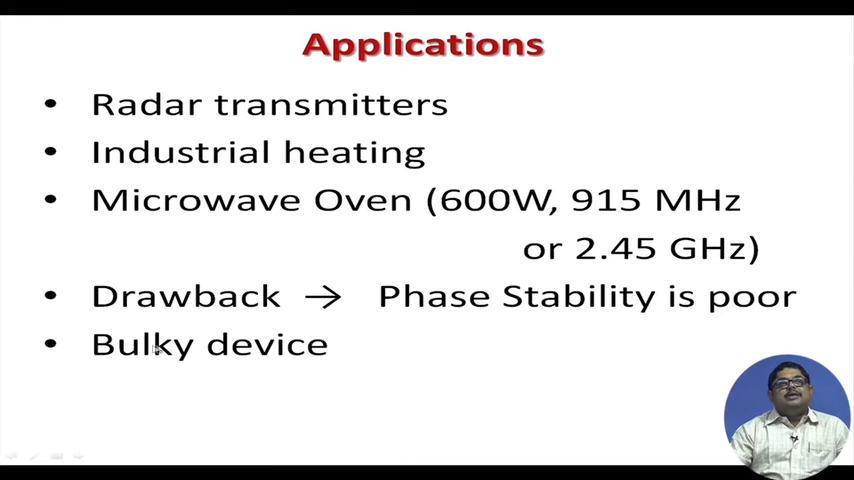 Applications
• Radar transmitters
• Industrial heating
• Microwave Oven (600W, 915 MHz
or 2.45 GHz)
• Drawback → Phase Stability is poor
• Bulky device